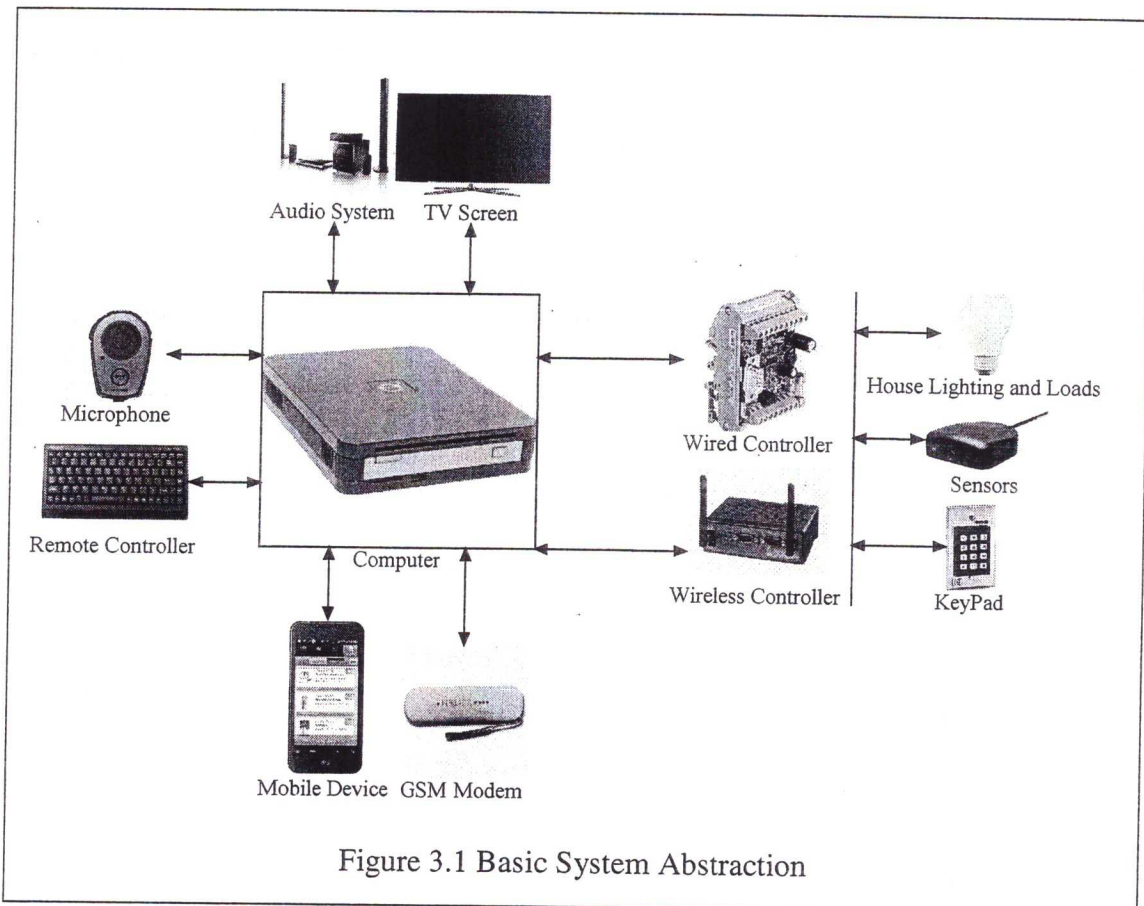 Audio System TV Screen
Microphone
House Lighting and Loads
Wired Controller
Sensors
Remote Controller
Computer
Wireless Controller
KeyPad
Mobile Device GSM Modem
Figure 3.1 Basic System Abstraction